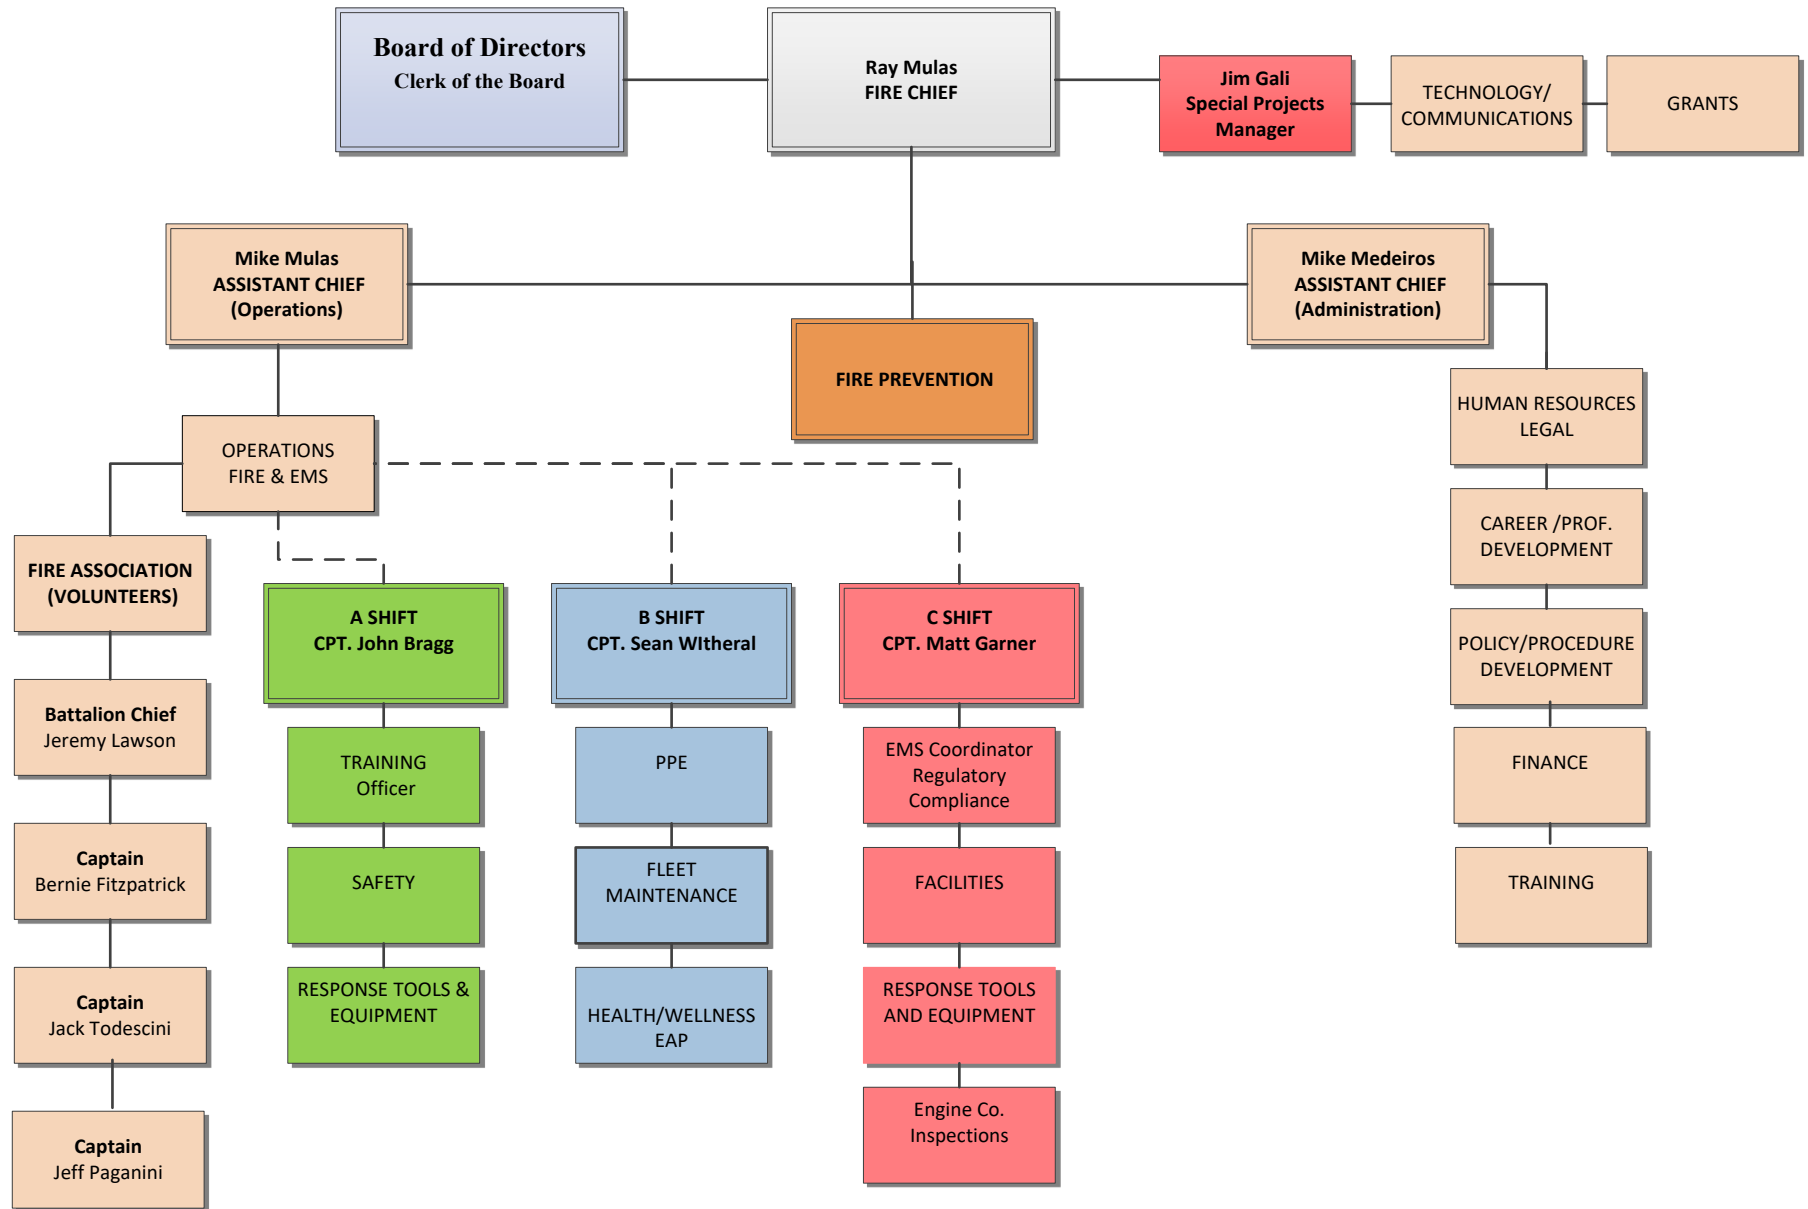 Board of Directors
Clerk of the Board
Ray Mulas
FIRE CHIEF
Jim Gali
Special Projects
Manager
TECHNOLOGY/
COMMUNICATIONS
GRANTS
Mike Mulas
ASSISTANT CHIEF
(Operations)
Mike Medeiros
ASSISTANT CHIEF
(Administration)
FIRE PREVENTION
OPERATIONS
FIRE & EMS
FIRE ASSOCIATION
(VOLUNTEERS)
Battalion Chief
Jeremy Lawson
Captain
Bernie Fitzpatrick
Captain
Jack Todescini
Captain
Jeff Paganini
A SHIFT
CPT. John Bragg
TRAINING
Officer
SAFETY
RESPONSE TOOLS &
EQUIPMENT
B SHIFT
CPT. Sean WItheral
PPE
FLEET
MAINTENANCE
HEALTH/WELLNESS
EAP
C SHIFT
CPT. Matt Garner
EMS Coordinator
Regulatory
Compliance
FACILITIES
RESPONSE TOOLS
AND EQUIPMENT
Engine Co.
Inspections
HUMAN RESOURCES
LEGAL
CAREER /PROF.
DEVELOPMENT
POLICY/PROCEDURE
DEVELOPMENT
FINANCE
TRAINING